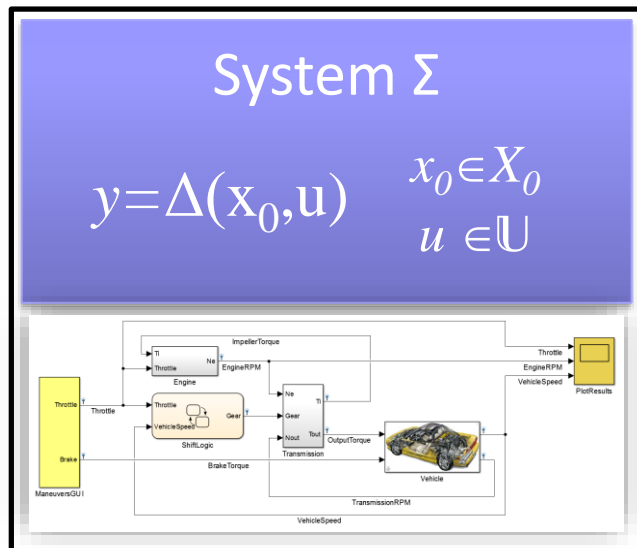 System Σ
y=Δ(x₀,u)
x₀∈X₀
u ∈𝕌
ImpellerTorque
Ti
Throttle
Ne
Engine
EngineRPM
Throttle
EngineRPM
VehicleSpeed
PlotResults
Throttle
Throttle
Throttle
VehicleSpeed
Gear
ShiftLogic
Ne
Gear
Nout
Ti
Tout
Transmission
OutputTorque
Vehicle
Brake
BrakeTorque
ManeuversGUI
TransmissionRPM
VehicleSpeed